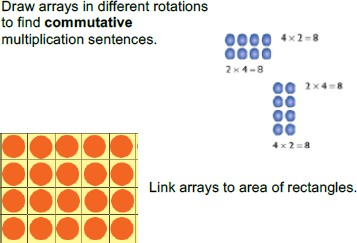 Draw arrays in different rotations
to find commutative
multiplication sentences.
4 × 2 = 8
2 × 4 = 8
2 × 4 = 8
4 × 2 = 8
Link arrays to area of rectangles.